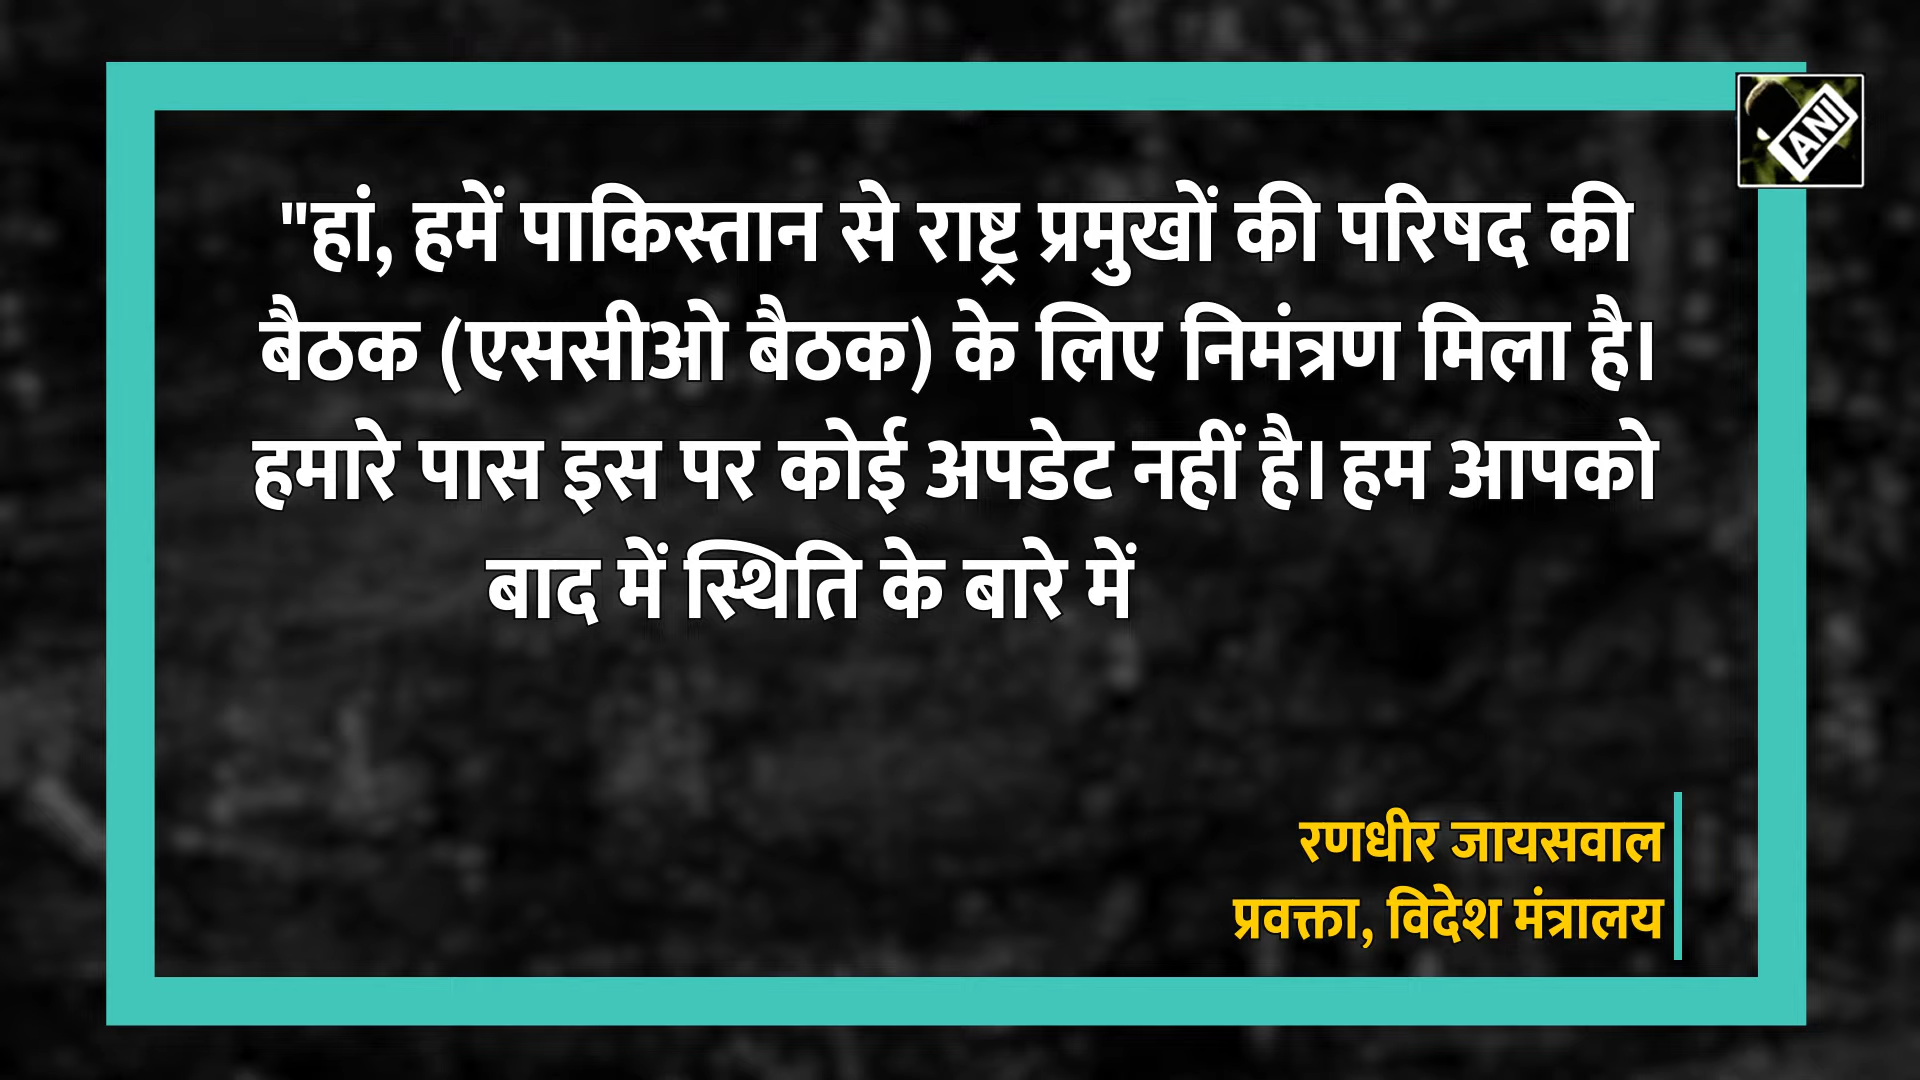 ANI
"हां, हमें पाकिस्तान से राष्ट्र प्रमुखों की परिषद की
बैठक (एससीओ बैठक) के लिए निमंत्रण मिला है।
हमारे पास इस पर कोई अपडेट नहीं है। हम आपको
बाद में स्थिति के बारे में
रणधीर जायसवाल
प्रवक्ता, विदेश मंत्रालय